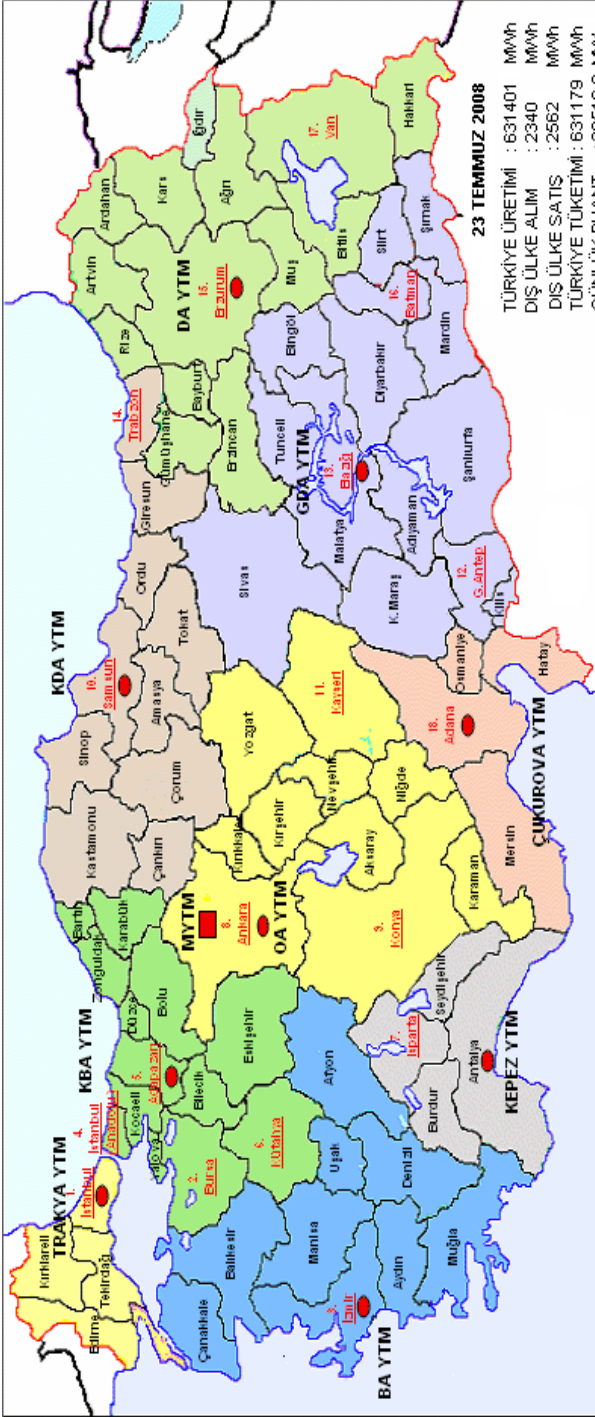 TRAKYA YTM
Kırklareli
Edirne
Tekirdağ
1.
İstanbul
4.
İstanbul
Anadolu
KBA YTM
Kocaeli
Yalova
5.
Adapazarı
Düzce
Bolu
Zonguldak
Bartın
Karabük
2.
Bursa
Bilecik
Eskişehir
6.
Kütahya
Çanakkale
Balıkesir
Manisa
Uşak
Afyon
3.
İzmir
Aydın
Denizli
Muğla
BA YTM
MYTM
8.
Ankara
OA YTM
Kırıkkale
Kırşehir
Yozgat
Nevşehir
11.
Kayseri
Aksaray
Niğde
9.
Konya
Karaman
7.
Isparta
Seydişehir
Burdur
Antalya
KEPEZ YTM
KDA YTM
Kastamonu
Sinop
Çankırı
Çorum
10.
Samsun
Amasya
Tokat
Ordu
Giresun
14.
Trabzon
Gümüşhane
Rize
Artvin
Ardahan
Kars
Iğdır
Ağrı
DA YTM
15.
Erzurum
Bayburt
Erzincan
Muş
Bitlis
17.
Van
Hakkari
Sivas
Tunceli
Bingöl
GDA YTM
13.
Elazığ
Malatya
Adıyaman
Diyarbakır
16.
Batman
Siirt
Şırnak
Mardin
Şanlıurfa
K.Maraş
12.
G.Antep
Kilis
18.
Adana
Osmaniye
Hatay
Mersin
ÇUKUROVA YTM
23 TEMMUZ 2008
TÜRKİYE ÜRETİMİ : 631401 MWh
DIŞ ÜLKE ALIM : 2340 MWh
DIŞ ÜLKE SATIŞ : 2562 MWh
TÜRKİYE TÜKETİMİ : 631179 MWh
GÜNLÜK PUANT